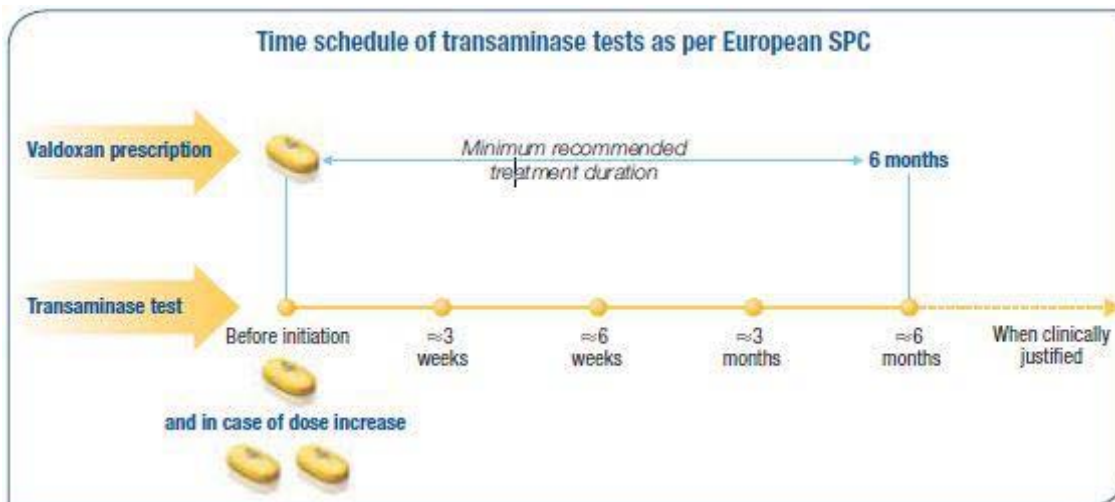 Time schedule of transaminase tests as per European SPC
Valdoxan prescription
Minimum recommended
treatment duration
6 months
Transaminase test
Before initiation
≈3
weeks
≈6
weeks
≈3
months
≈6
months
When clinically
justified
and in case of dose increase